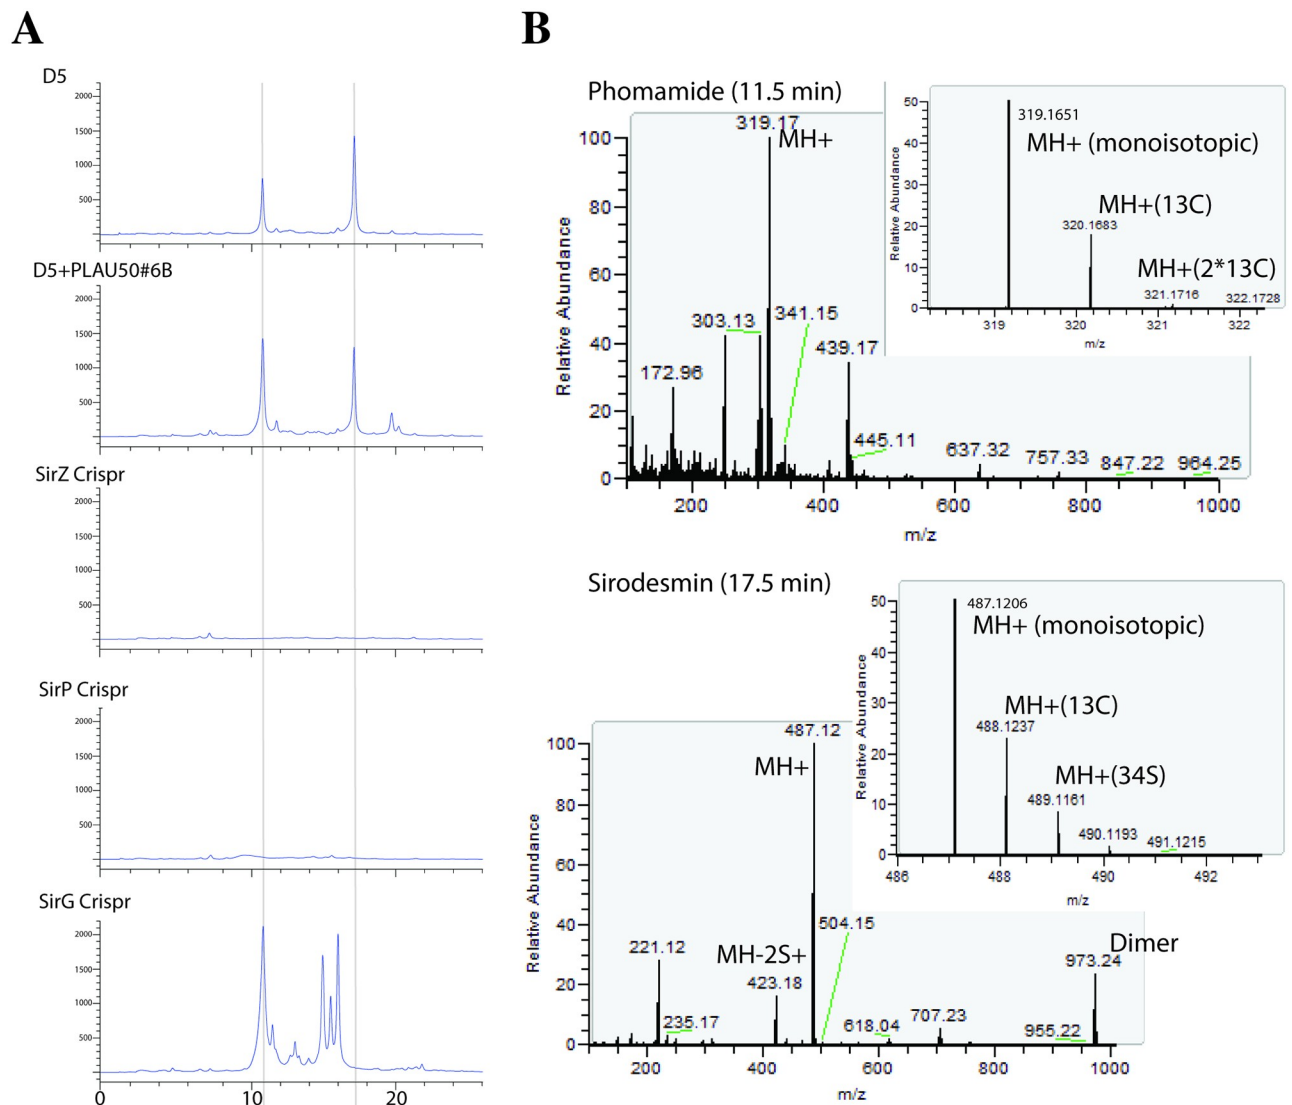 A
D5
2000
1500
1000
500
D5+PLAU50#6B
2000
1500
1000
500
SirZ Crispr
2000
1500
1000
500
SirP Crispr
2000
1500
1000
500
SirG Crispr
2000
1500
1000
500
0 10 20
B
Phomamide (11.5 min)
Relative Abundance
100
80
60
40
20
0
319.17
MH+
303.13
341.15
172.96
439.17
445.11
637.32
757.33
847.22
964.25
200 400 600 800 1000
m/z
Relative Abundance
50
40
30
20
10
0
319.1651
MH+ (monoisotopic)
MH+(13C)
320.1683
MH+(2*13C)
321.1716
322.1728
319 320 321 322
m/z
Sirodesmin (17.5 min)
Relative Abundance
100
80
60
40
20
0
487.12
MH+
504.15
221.12
MH-2S+
423.18
235.17
618.04
707.23
955.22
Dimer
973.24
200 400 600 800 1000
m/z
Relative Abundance
50
40
30
20
10
0
487.1206
MH+ (monoisotopic)
MH+(13C)
488.1237
MH+(34S)
489.1161
490.1193
491.1215
486 488 490 492
m/z